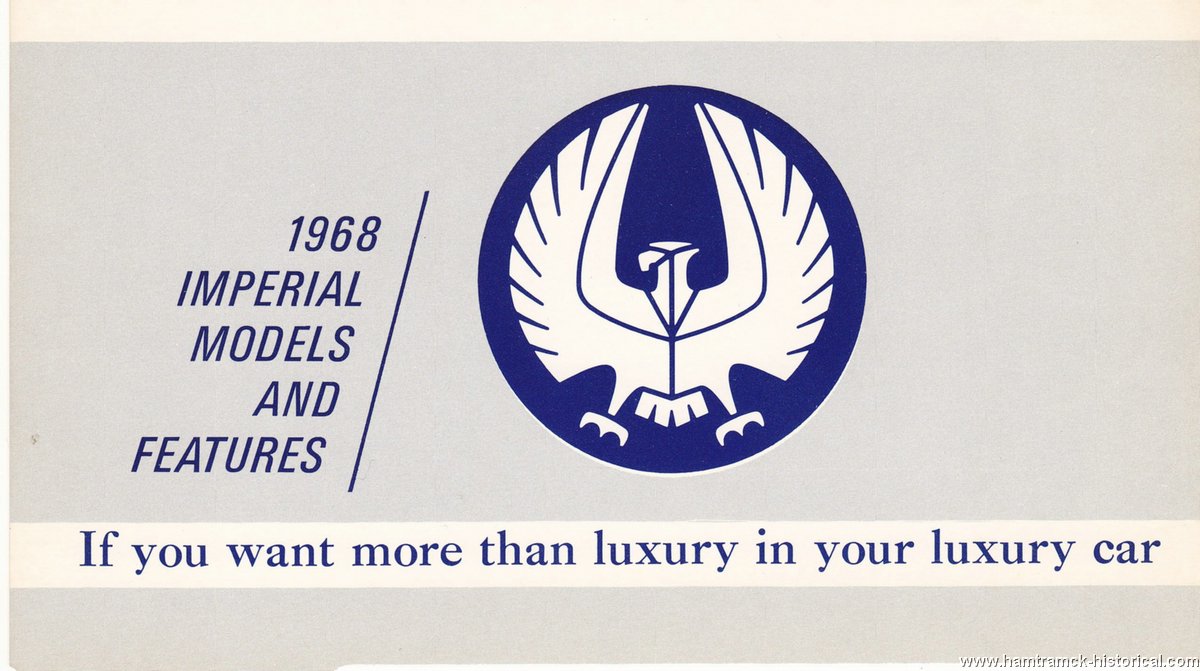 1968
IMPERIAL
MODELS
AND
FEATURES
If you want more than luxury in your luxury car
www.hamtramck-historical.com